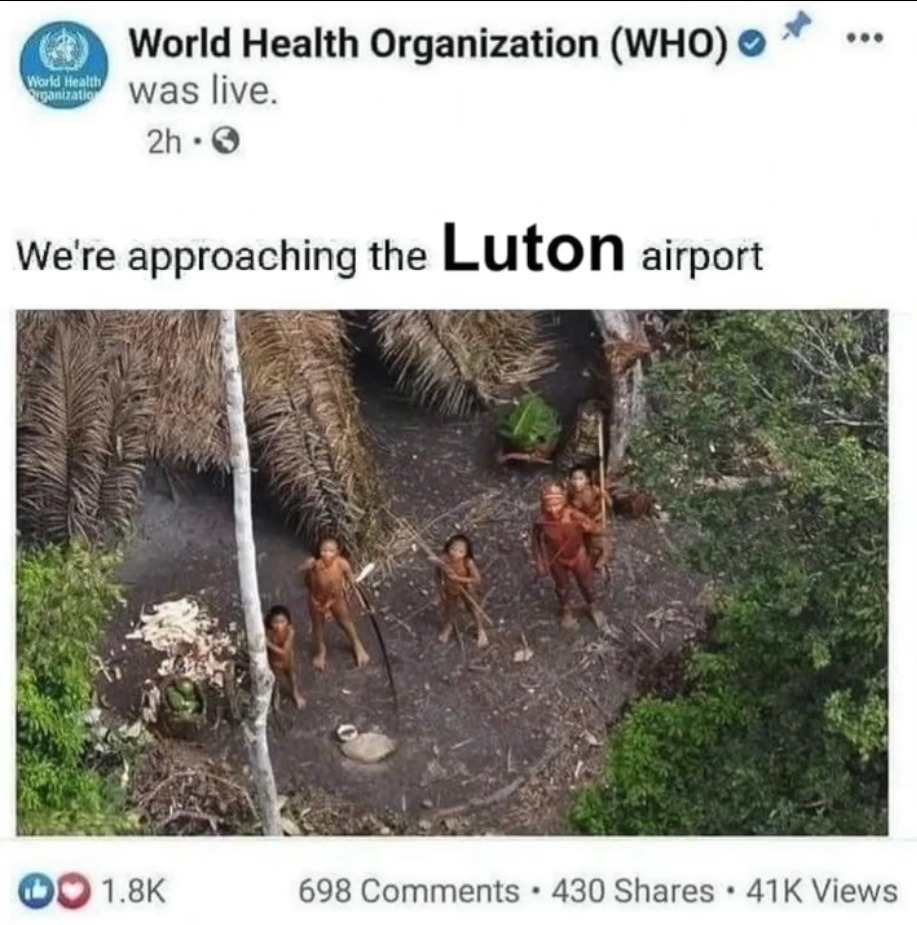 World Health Organization (WHO)
World Health
Organization
was live.
2h
We're approaching the Luton airport
1.8K
698 Comments • 430 Shares • 41K Views